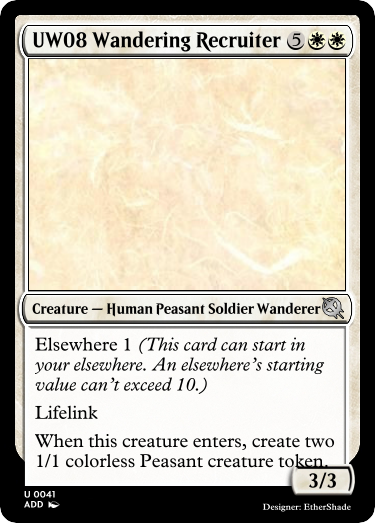 UW08 Wandering Recruiter 5
Creature — Human Peasant Soldier Wanderer
Elsewhere 1 (This card can start in
your elsewhere. An elsewhere's starting
value can't exceed 10.)
Lifelink
When this creature enters, create two
1/1 colorless Peasant creature token.
3/3
U 0041
ADD
Designer: EtherShade